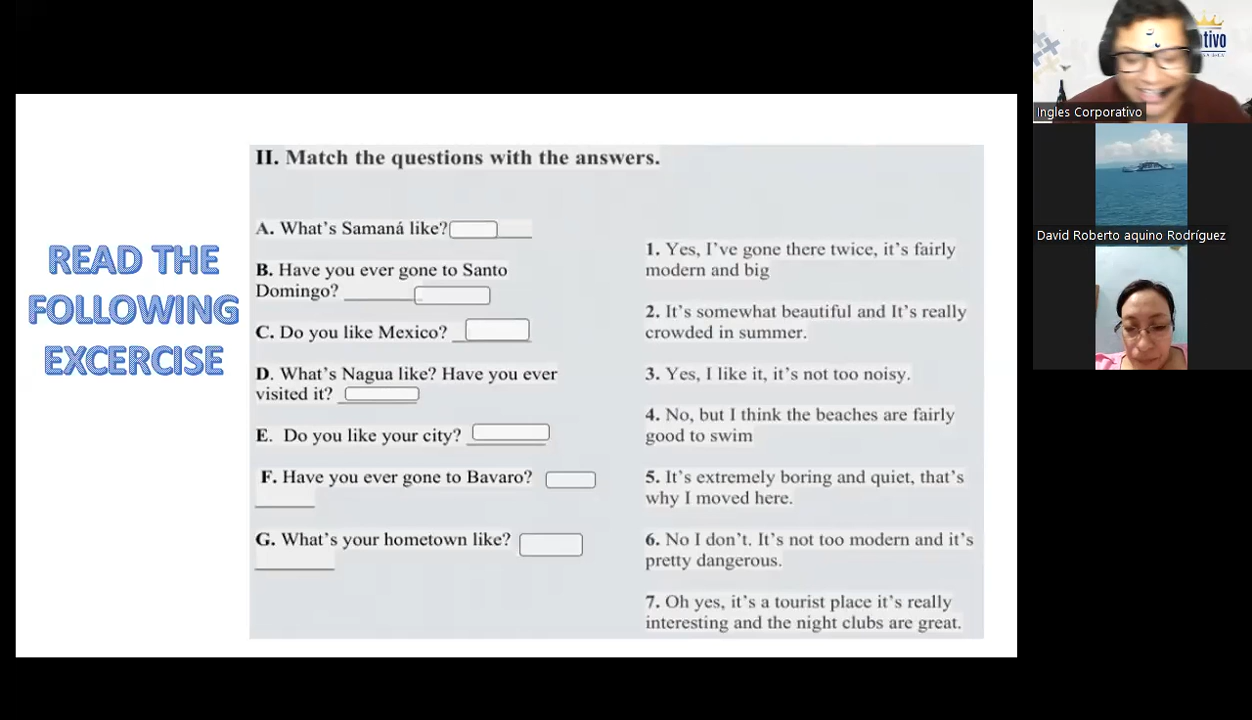 READ THE
FOLLOWING
EXCERCISE
II. Match the questions with the answers.
A. What's Samaná like?
B. Have you ever gone to Santo
Domingo?
C. Do you like Mexico?
D. What's Nagua like? Have you ever
visited it?
E. Do you like your city?
F. Have you ever gone to Bavaro?
G. What's your hometown like?
1. Yes, I've gone there twice, it's fairly
modern and big
2. It's somewhat beautiful and It's really
crowded in summer.
3. Yes, I like it, it's not too noisy.
4. No, but I think the beaches are fairly
good to swim
5. It's extremely boring and quiet, that's
why I moved here.
6. No I don't. It's not too modern and it's
pretty dangerous.
7. Oh yes, it's a tourist place it's really
interesting and the night clubs are great.
tivo
Ingles Corporativo
David Roberto aquino Rodríguez